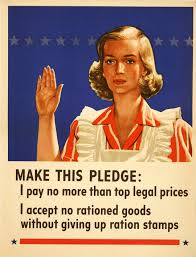 MAKE THIS PLEDGE:
I pay no more than top legal prices
I accept no rationed goods
without giving up ration stamps